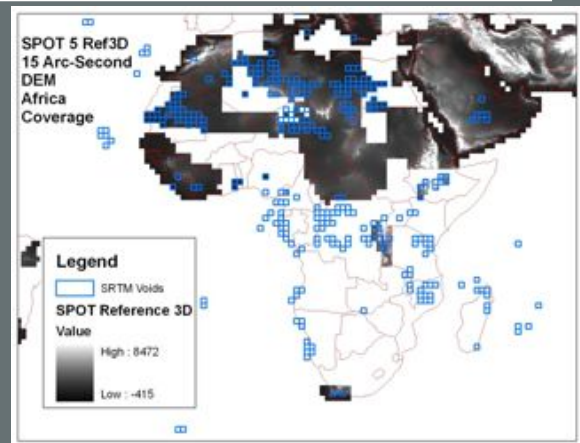 SPOT 5 Ref3D
15 Arc-Second
DEM
Africa
Coverage
Legend
SRTM Voids
SPOT Reference 3D
Value
High : 8472
Low : -415